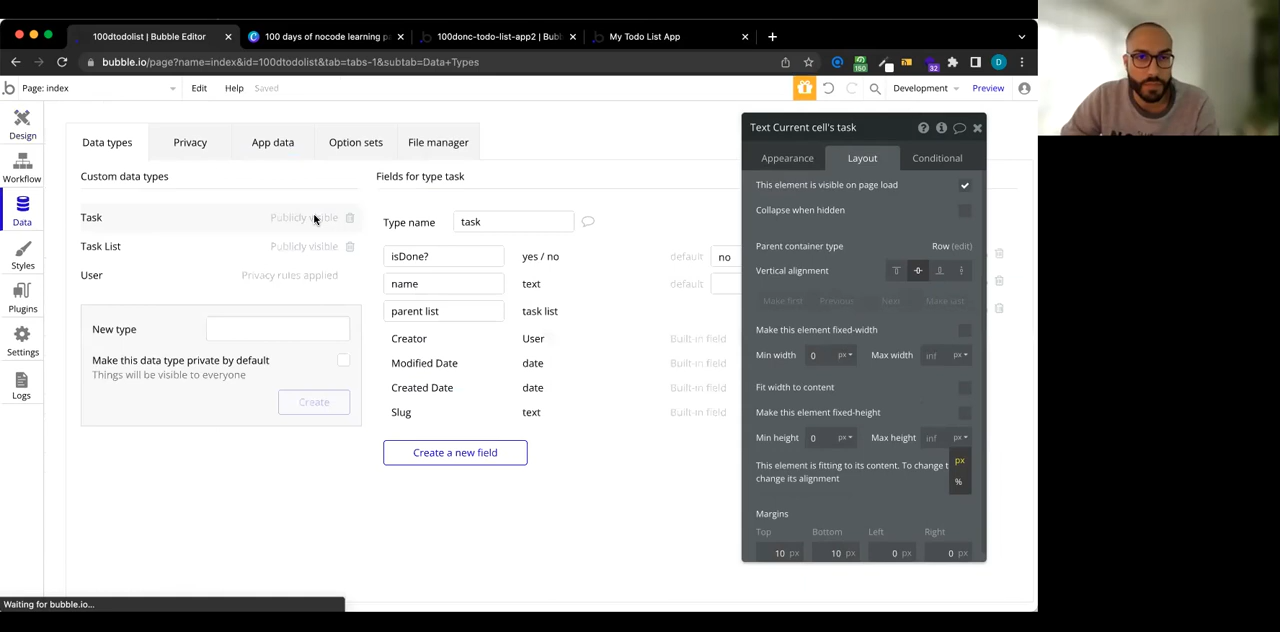 100dtodolist | Bubble Editor
100 days of nocode learning p
100donc-todo-list-app2 | Bubb
My Todo List App
bubble.io/page?name=index&id=100dtodolist&tab=tabs-1&subtab=Data+Types
150
32
D
Page: index
Edit
Help
Saved
Development
Preview
Design
Workflow
Data
Styles
Plugins
Settings
Logs
Data types
Privacy
App data
Option sets
File manager
Custom data types
Task
Publicly visible
Task List
Publicly visible
User
Privacy rules applied
New type
Make this data type private by default
Things will be visible to everyone
Create
Fields for type task
Type name
task
isDone?
yes / no
default
no
name
text
default
parent list
task list
Creator
User
Built-in field
Modified Date
date
Built-in field
Created Date
date
Built-in field
Slug
text
Built-in field
Create a new field
Text Current cell's task
Appearance
Layout
Conditional
This element is visible on page load
Collapse when hidden
Parent container type
Row (edit)
Vertical alignment
Make first
Previous
Next
Make last
Make this element fixed-width
Min width
0
px
Max width
inf
px
Fit width to content
Make this element fixed-height
Min height
0
px
Max height
inf
px
px
%
This element is fitting to its content. To change t
change its alignment
Margins
Top
Bottom
Left
Right
10 px
10 px
0 px
0 px
Waiting for bubble.io...